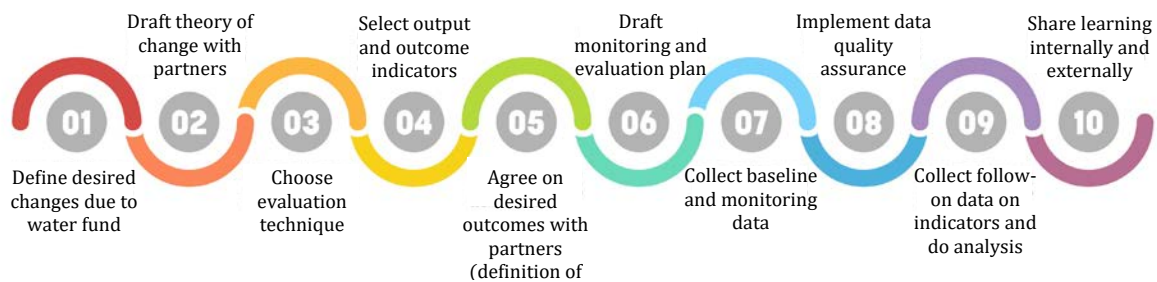 01
Define desired
changes due to
water fund
Draft theory of
change with
partners
02
03
Choose
evaluation
technique
Select output
and outcome
indicators
04
05
Agree on
desired
outcomes with
partners
(definition of
Draft
monitoring and
evaluation plan
06
07
Collect baseline
and monitoring
data
Implement data
quality
assurance
08
09
Collect follow-
on data on
indicators and
do analysis
Share learning
internally and
externally
10